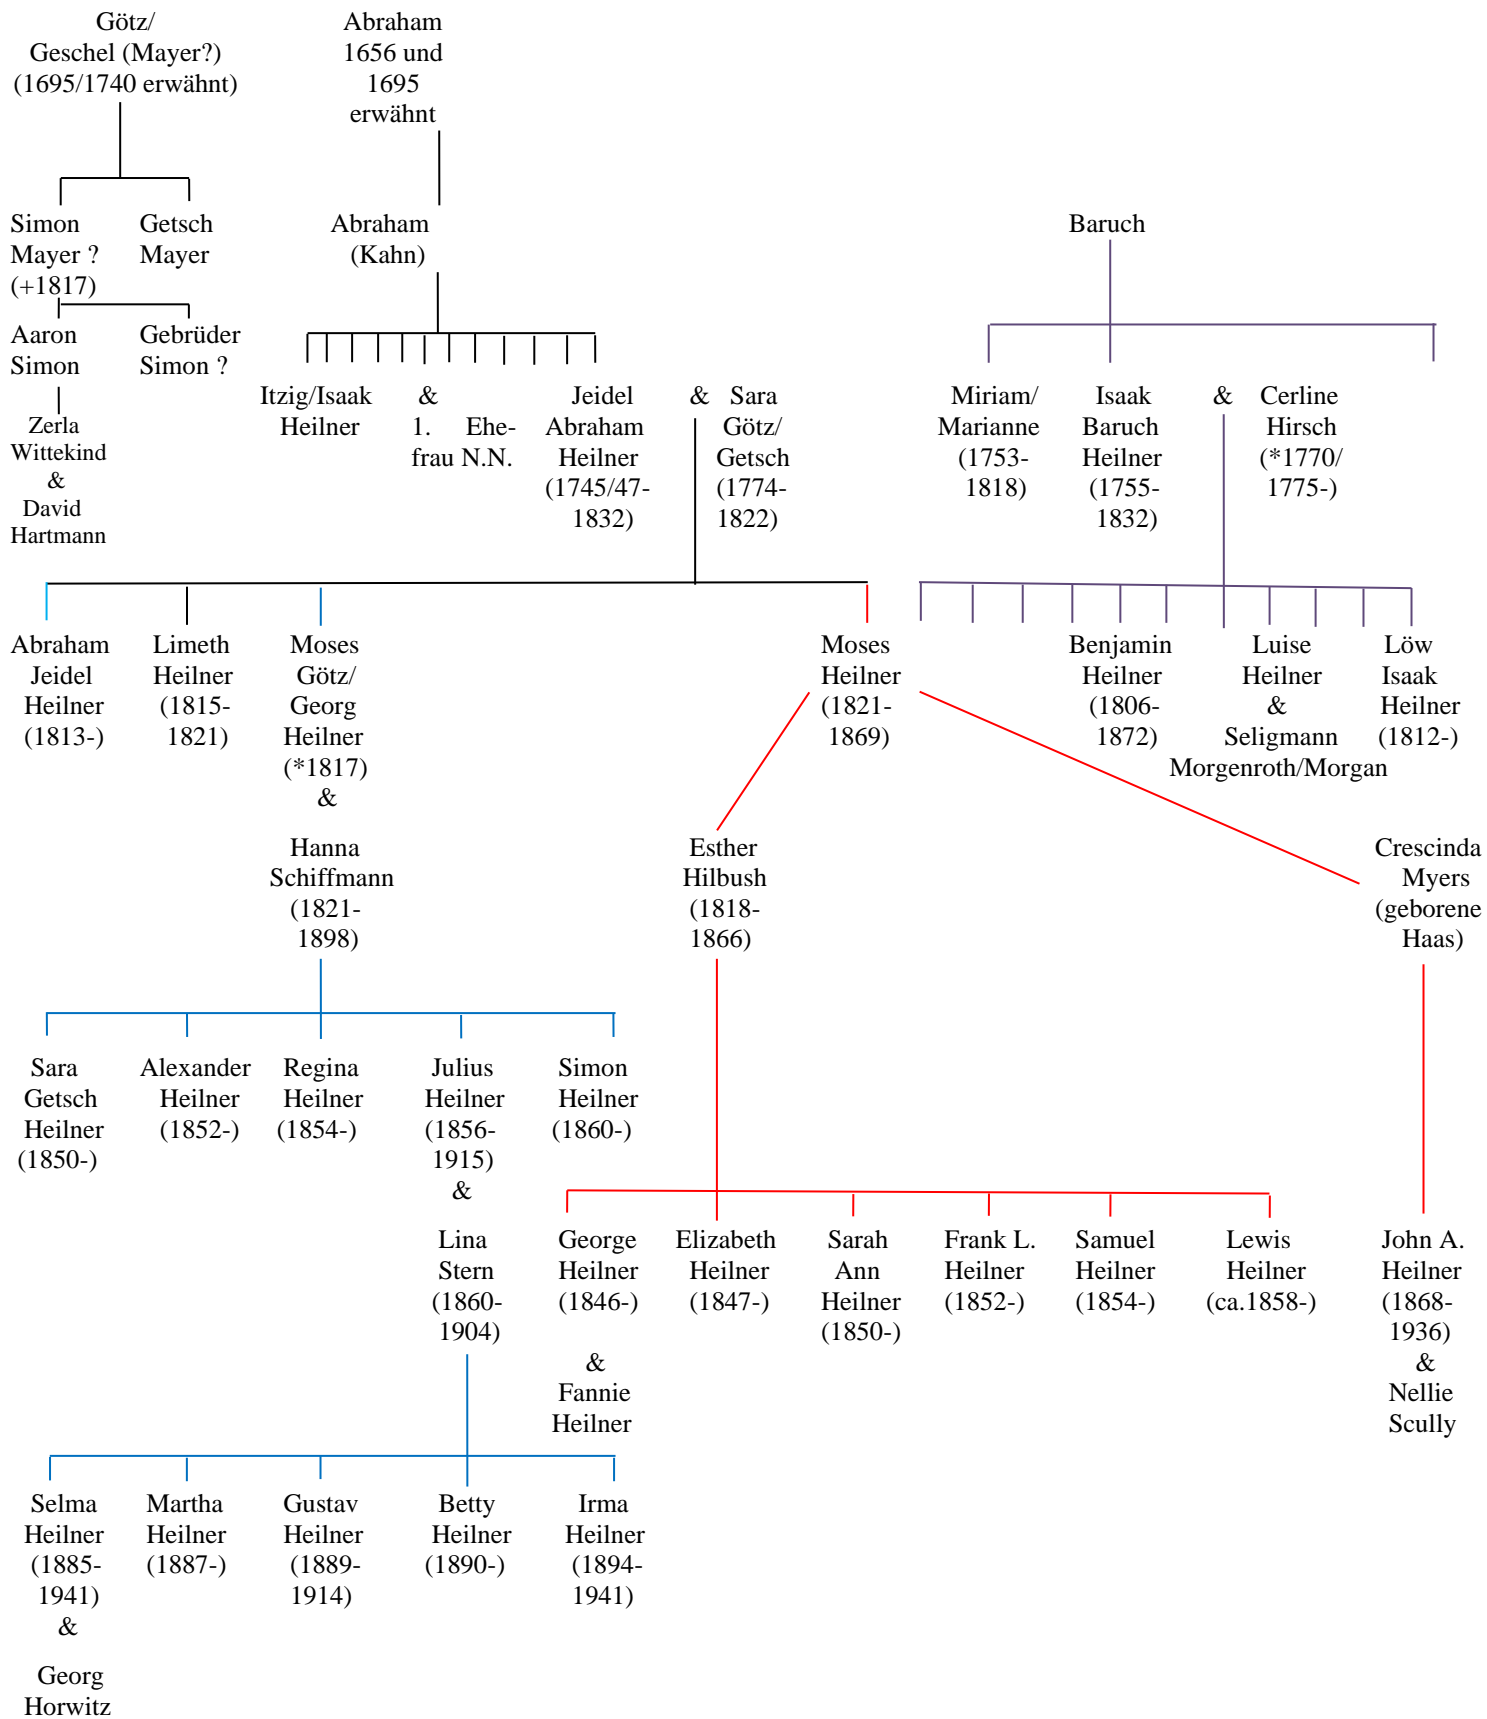 Götz/
Geschel (Mayer?)
(1695/1740 erwähnt)
Abraham
1656 und
1695
erwähnt
Simon
Mayer ?
(+1817)
Getsch
Mayer
Abraham
(Kahn)
Baruch
Aaron
Simon
Gebrüder
Simon ?
Zerla
Wittekind
&
David
Hartmann
Itzig/Isaak
Heilner
&
1. Ehe-
frau N.N.
Jeidel
Abraham
Heilner
(1745/47-
1832)
&
Sara
Götz/
Getsch
(1774-
1822)
Miriam/
Marianne
(1753-
1818)
Isaak
Baruch
Heilner
(1755-
1832)
&
Cerline
Hirsch
(*1770/
1775-)
Abraham
Jeidel
Heilner
(1813-)
Limeth
Heilner
(1815-
1821)
Moses
Götz/
Georg
Heilner
(*1817)
&
Hanna
Schiffmann
(1821-
1898)
Moses
Heilner
(1821-
1869)
Benjamin
Heilner
(1806-
1872)
Luise
Heilner
&
Seligmann
Morgenroth/Morgan
Löw
Isaak
Heilner
(1812-)
Esther
Hilbush
(1818-
1866)
Crescinda
Myers
(geborene
Haas)
Sara
Getsch
Heilner
(1850-)
Alexander
Heilner
(1852-)
Regina
Heilner
(1854-)
Julius
Heilner
(1856-
1915)
&
Lina
Stern
(1860-
1904)
Simon
Heilner
(1860-)
George
Heilner
(1846-)
&
Fannie
Heilner
Elizabeth
Heilner
(1847-)
Sarah
Ann
Heilner
(1850-)
Frank L.
Heilner
(1852-)
Samuel
Heilner
(1854-)
Lewis
Heilner
(ca.1858-)
John A.
Heilner
(1868-
1936)
&
Nellie
Scully
Selma
Heilner
(1885-
1941)
&
Georg
Horwitz
Martha
Heilner
(1887-)
Gustav
Heilner
(1889-
1914)
Betty
Heilner
(1890-)
Irma
Heilner
(1894-
1941)